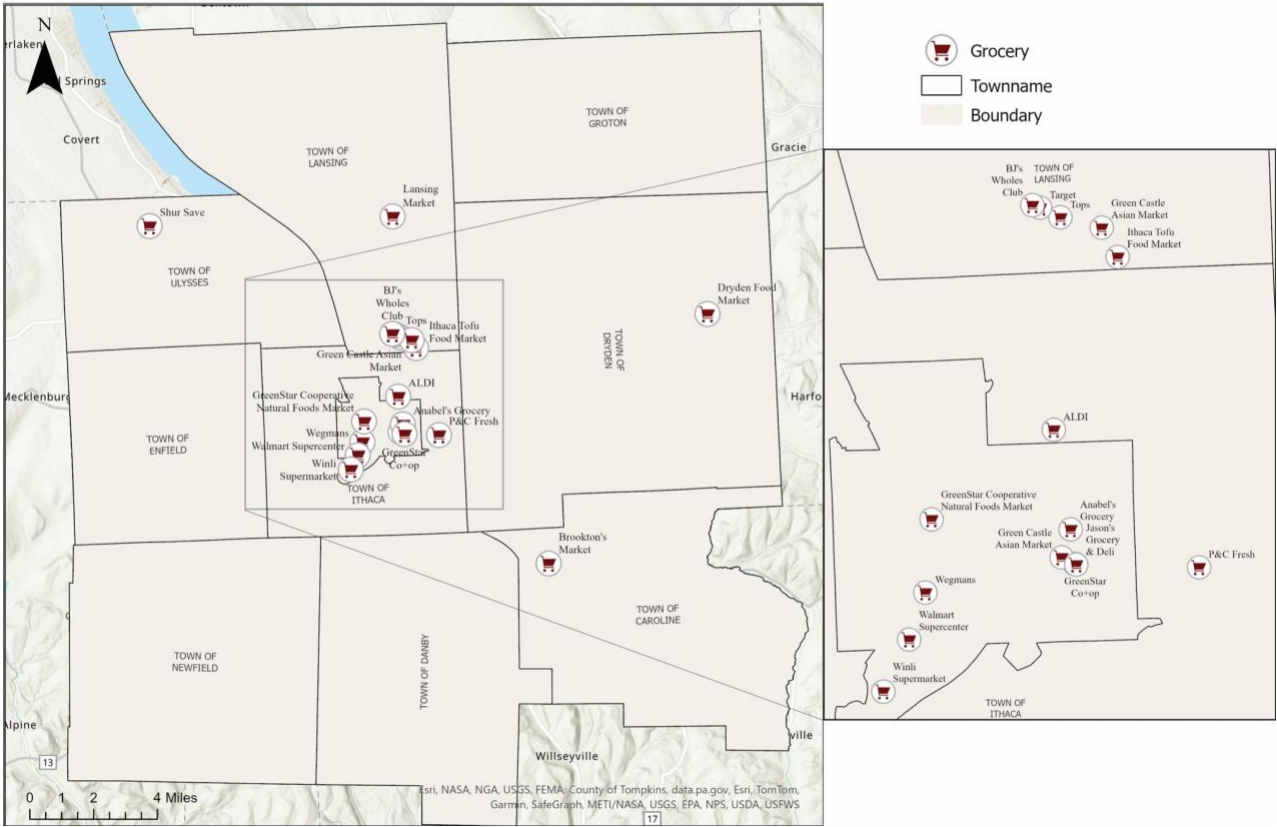 N
Springs
Covert
Mecklenburg
Alpine
13
0 1 2 4 Miles
TOWN OF
LANSING
TOWN OF
GROTON
Gracie
Lansing
Market
Shur Save
TOWN OF
ULYSSES
Dryden Food
Market
TOWN OF
DRYDEN
BJ's
Wholes
Club
Tops
Ithaca Tofu
Food Market
Green Castle Asian
Market
ALDI
GreenStar Cooperative
Natural Foods Market
Anabel's Grocery
P&C Fresh
Wegmans
Walmart Supercenter
GreenStar
Co+op
Winli
Supermarket
TOWN OF
ITHACA
TOWN OF
ENFIELD
Harfo
Brookton's
Market
TOWN OF
CAROLINE
TOWN OF
NEWFIELD
TOWN OF DANBY
Willseyville
ville
17
Esri, NASA, NGA, USGS, FEMA, County of Tompkins, data.pa.gov, Esri, TomTom,
Garmin, SafeGraph, METI/NASA, USGS, EPA, NPS, USDA, USFWS
Grocery
Townname
Boundary
BJ's
Wholes
Club
TOWN OF
LANSING
Target
Tops
Green Castle
Asian Market
Ithaca Tofu
Food Market
ALDI
GreenStar Cooperative
Natural Foods Market
Anabel's
Grocery
Jason's
Grocery
& Deli
Green Castle
Asian Market
GreenStar
Co+op
P&C Fresh
Wegmans
Walmart
Supercenter
Winli
Supermarket
TOWN OF
ITHACA